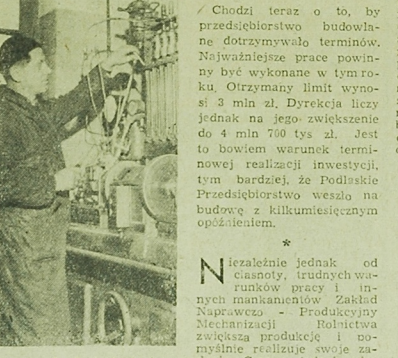 Chodzi teraz o to, by
przedsiębiorstwo budowla-
ne dotrzymywało terminów.
Najważniejsze prace powin-
ny być wykonane w tym ro-
ku. Otrzymany limit wyno-
si 3 mln zł. Dyrekcja liczy
jednak na jego zwiększenie
do 4 mln 700 tys zł. Jest
to bowiem warunek termi-
nowej realizacji inwestycji,
tym bardziej, że Podlaskie
Przedsiębiorstwo weszło na
budowę z kilkumiesięcznym
opóźnieniem.
*
Niezależnie jednak od
ciasnoty, trudnych wa-
runków pracy i in-
nych mankamentów Zakład
Naprawczo - Produkcyjny
Mechanizacji Rolnictwa
zwiększa produkcję i po-
myślnie realizuje swoje za-